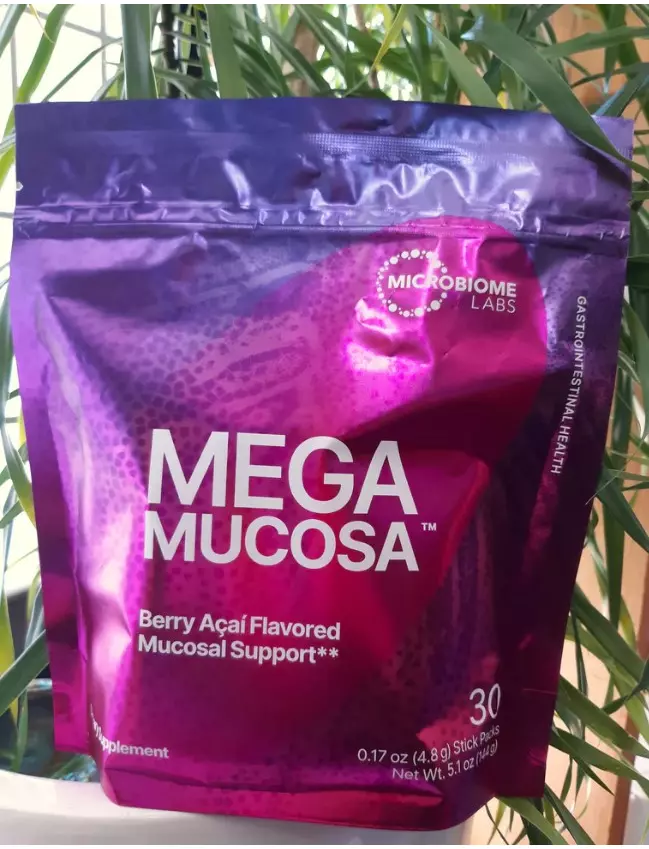 MICROBIOME
LABS
GASTROINTESTINAL HEALTH
MEGA
MUCOSA™
Berry Açaí Flavored
Mucosal Support**
30
0.17 oz (4.8 g) Stick Packs
Net Wt. 5.1 oz (144 g)
Supplement